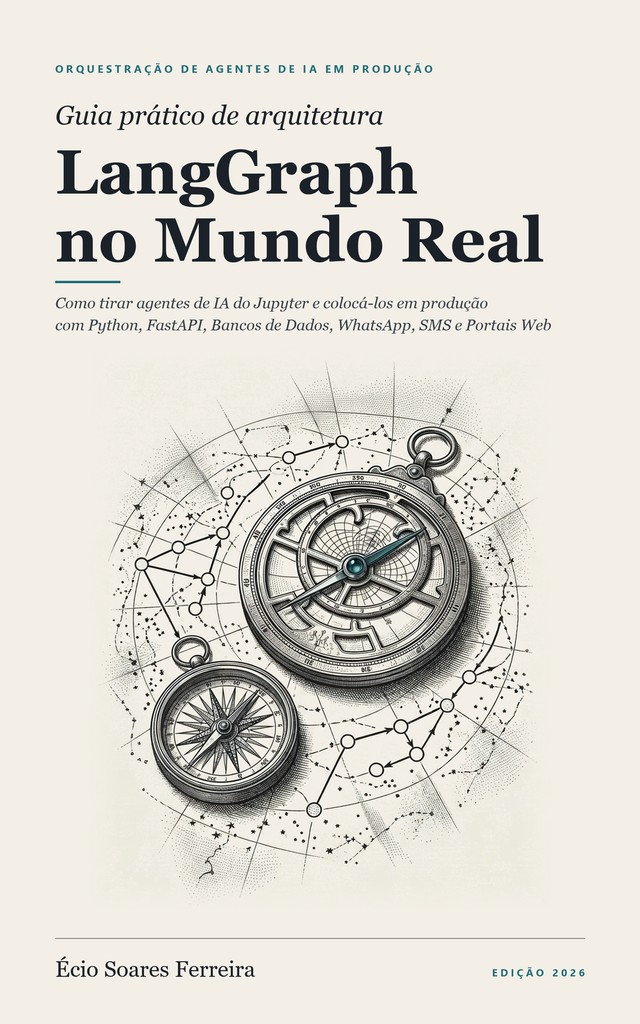 ORQUESTRAÇÃO DE AGENTES DE IA EM PRODUÇÃO
Guia prático de arquitetura
LangGraph
no Mundo Real
Como tirar agentes de IA do Jupyter e colocá-los em produção
com Python, FastAPI, Bancos de Dados, WhatsApp, SMS e Portais Web
Écio Soares Ferreira
EDIÇÃO 2026